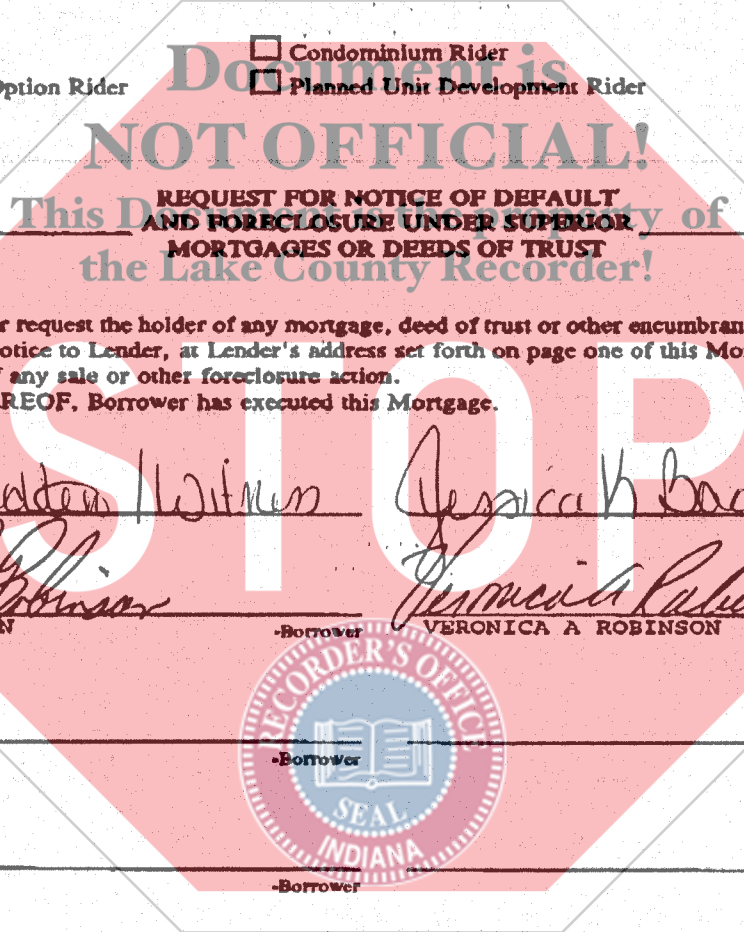 Condominium Rider
Option Rider
Planned Unit Development Rider
Document is
NOT OFFICIAL!
This Document is the property of
the Lake County Recorder!
REQUEST FOR NOTICE OF DEFAULT
AND FORECLOSURE UNDER SUPERIOR
MORTGAGES OR DEEDS OF TRUST
r request the holder of any mortgage, deed of trust or other encumbran
otice to Lender, at Lender's address set forth on page one of this Mo
f any sale or other foreclosure action.
REOF, Borrower has executed this Mortgage.
STOP
Witness Jessica K
Robinson Veronica A
N -Borrower VERONICA A ROBINSON
RECORDER'S OFFICE
-Borrower
SEAL
INDIANA
-Borrower